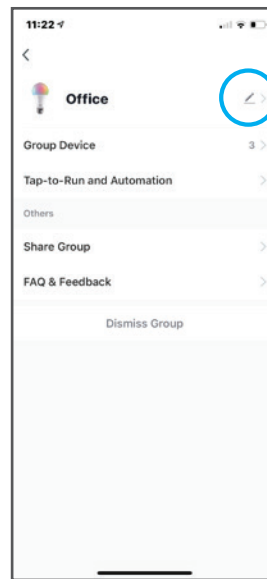 11:22
Office
Group Device 3
Tap-to-Run and Automation
Others
Share Group
FAQ & Feedback
Dismiss Group